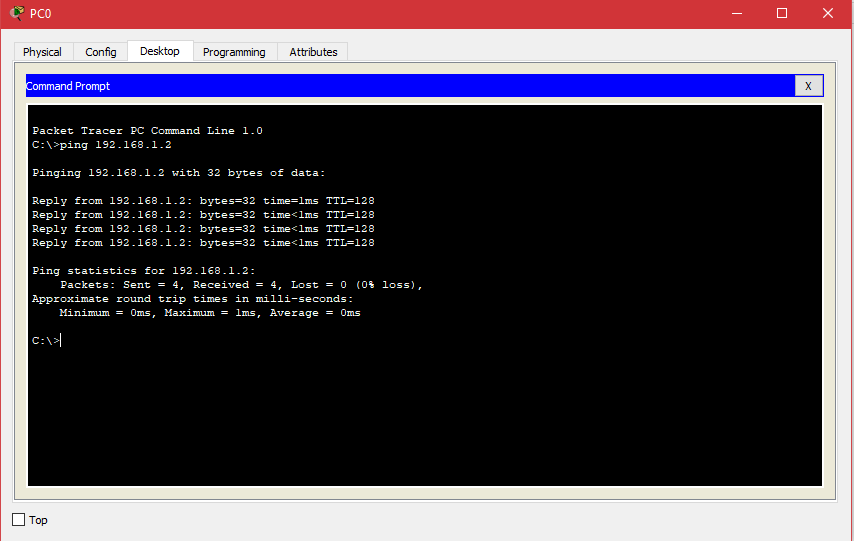 PC0
Physical Config Desktop Programming Attributes
Command Prompt X
Packet Tracer PC Command Line 1.0
C:\>ping 192.168.1.2
Pinging 192.168.1.2 with 32 bytes of data:
Reply from 192.168.1.2: bytes=32 time=1ms TTL=128
Reply from 192.168.1.2: bytes=32 time<1ms TTL=128
Reply from 192.168.1.2: bytes=32 time<1ms TTL=128
Reply from 192.168.1.2: bytes=32 time<1ms TTL=128
Ping statistics for 192.168.1.2:
Packets: Sent = 4, Received = 4, Lost = 0 (0% loss),
Approximate round trip times in milli-seconds:
Minimum = 0ms, Maximum = 1ms, Average = 0ms
C:\>
Top